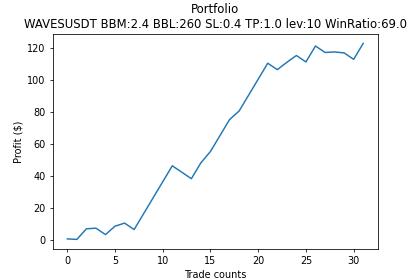 Portfolio
WAVESUSDT BBM:2.4 BBL:260 SL:0.4 TP:1.0 lev:10 WinRatio:69.0
Profit ($)
120
100
80
60
40
20
0
0 5 10 15 20 25 30
Trade counts